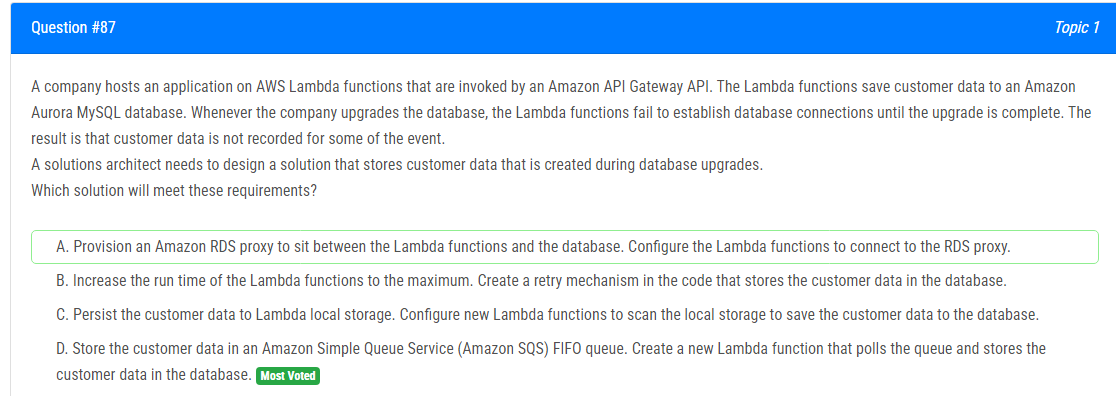 Question #87
Topic 1
A company hosts an application on AWS Lambda functions that are invoked by an Amazon API Gateway API. The Lambda functions save customer data to an Amazon
Aurora MySQL database. Whenever the company upgrades the database, the Lambda functions fail to establish database connections until the upgrade is complete. The
result is that customer data is not recorded for some of the event.
A solutions architect needs to design a solution that stores customer data that is created during database upgrades.
Which solution will meet these requirements?
A. Provision an Amazon RDS proxy to sit between the Lambda functions and the database. Configure the Lambda functions to connect to the RDS proxy.
B. Increase the run time of the Lambda functions to the maximum. Create a retry mechanism in the code that stores the customer data in the database.
C. Persist the customer data to Lambda local storage. Configure new Lambda functions to scan the local storage to save the customer data to the database.
D. Store the customer data in an Amazon Simple Queue Service (Amazon SQS) FIFO queue. Create a new Lambda function that polls the queue and stores the
customer data in the database. Most Voted